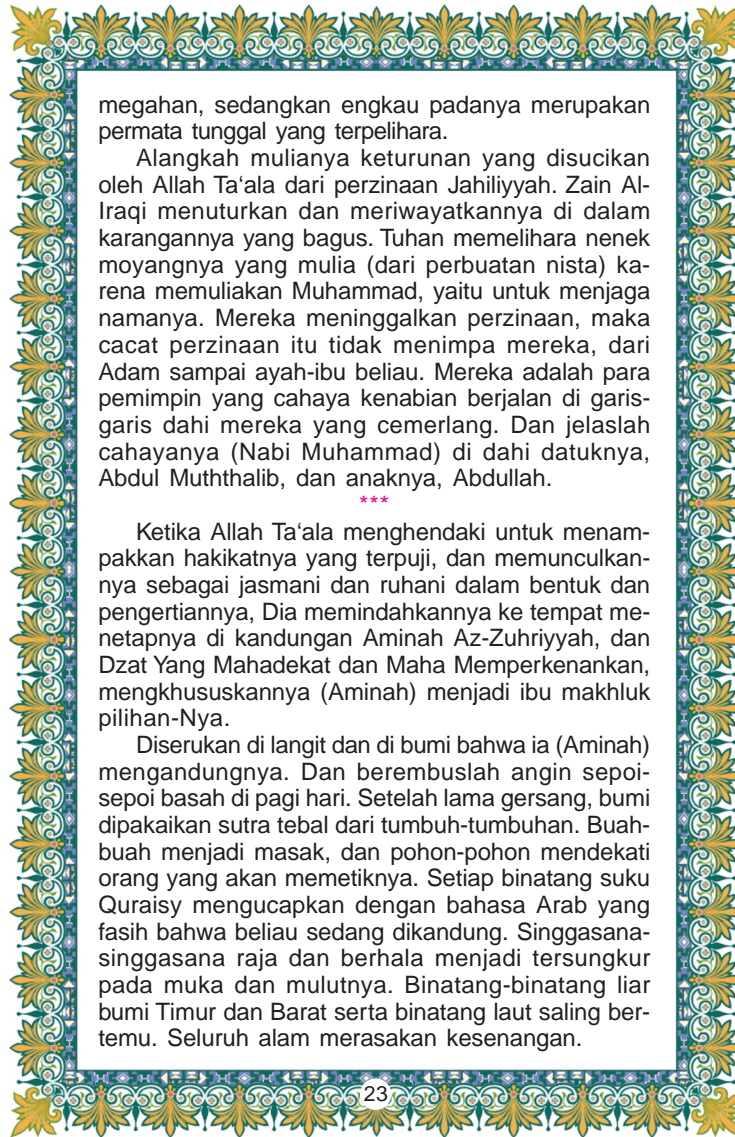 megahan, sedangkan engkau padanya merupakan
permata tunggal yang terpelihara.
Alangkah mulianya keturunan yang disucikan
oleh Allah Ta‘ala dari perzinaan Jahiliyyah. Zain Al-
Iraqi menuturkan dan meriwayatkannya di dalam
karangannya yang bagus. Tuhan memelihara nenek
moyangnya yang mulia (dari perbuatan nista) ka-
rena memuliakan Muhammad, yaitu untuk menjaga
namanya. Mereka meninggalkan perzinaan, maka
cacat perzinaan itu tidak menimpa mereka, dari
Adam sampai ayah-ibu beliau. Mereka adalah para
pemimpin yang cahaya kenabian berjalan di garis-
garis dahi mereka yang cemerlang. Dan jelaslah
cahayanya (Nabi Muhammad) di dahi datuknya,
Abdul Muththalib, dan anaknya, Abdullah.
***
Ketika Allah Ta‘ala menghendaki untuk menam-
pakkan hakikatnya yang terpuji, dan memunculkan-
nya sebagai jasmani dan ruhani dalam bentuk dan
pengertiannya, Dia memindahkannya ke tempat me-
netapnya di kandungan Aminah Az-Zuhriyyah, dan
Dzat Yang Mahadekat dan Maha Memperkenankan,
mengkhususkannya (Aminah) menjadi ibu makhluk
pilihan-Nya.
Diserukan di langit dan di bumi bahwa ia (Aminah)
mengandungnya. Dan berembuslah angin sepoi-
sepoi basah di pagi hari. Setelah lama gersang, bumi
dipakaikan sutra tebal dari tumbuh-tumbuhan. Buah-
buah menjadi masak, dan pohon-pohon mendekati
orang yang akan memetiknya. Setiap binatang suku
Quraisy mengucapkan dengan bahasa Arab yang
fasih bahwa beliau sedang dikandung. Singgasana-
singgasana raja dan berhala menjadi tersungkur
pada muka dan mulutnya. Binatang-binatang liar
bumi Timur dan Barat serta binatang laut saling ber-
temu. Seluruh alam merasakan kesenangan.
23